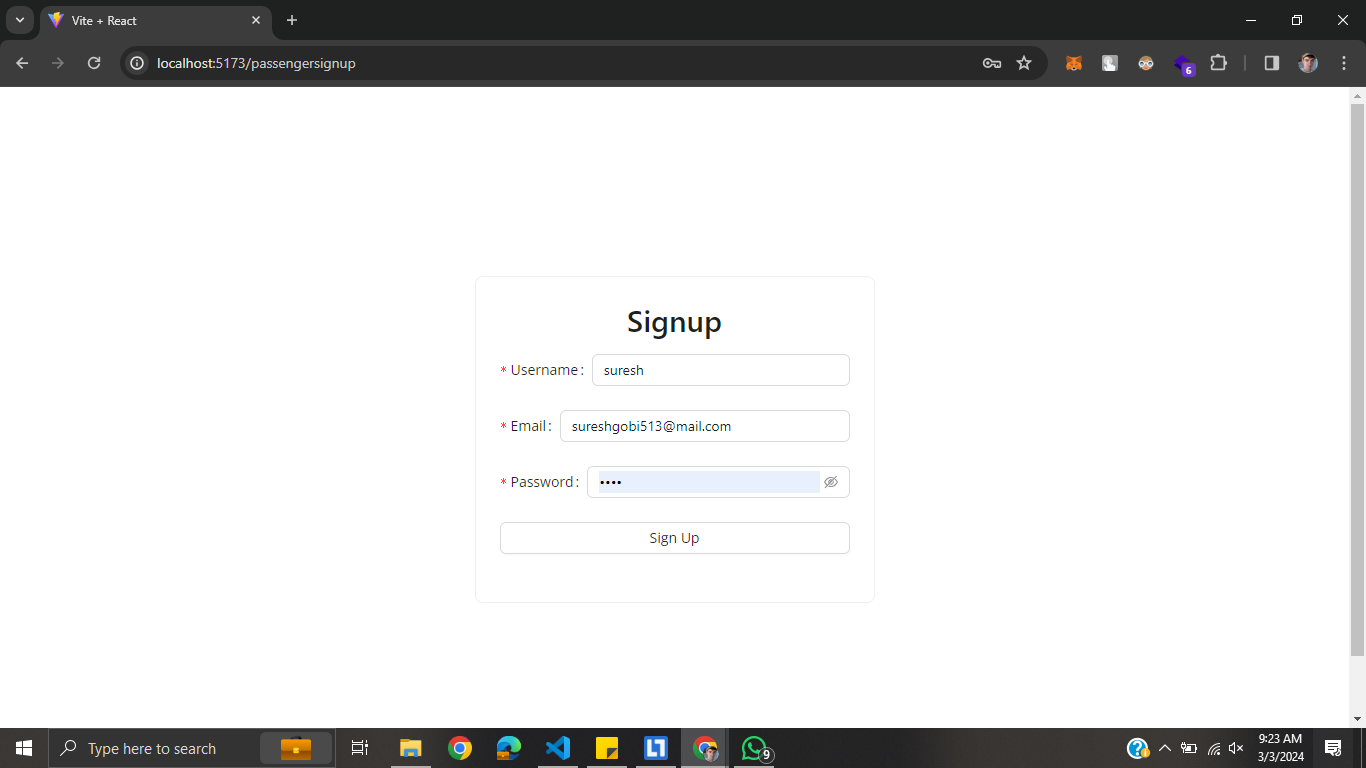 Vite + React
localhost:5173/passengersignup
6
Signup
* Username : suresh
* Email : sureshgobi513@mail.com
* Password : ••••
Sign Up
Type here to search
9
9:23 AM
3/3/2024